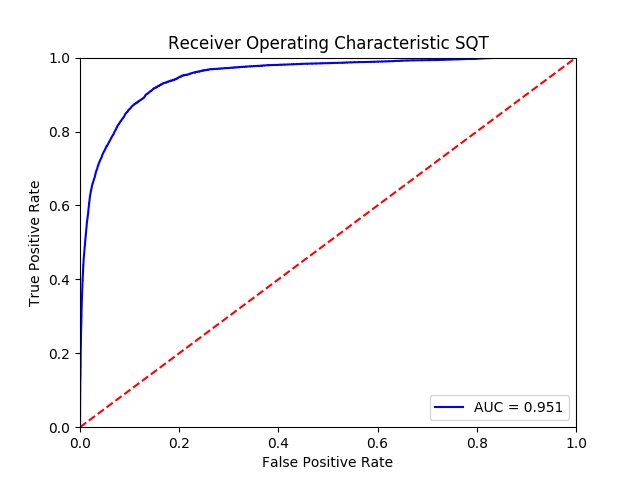 Receiver Operating Characteristic SQT
1.0
0.8
0.6
0.4
0.2
0.0
True Positive Rate
AUC = 0.951
0.0 0.2 0.4 0.6 0.8 1.0
False Positive Rate